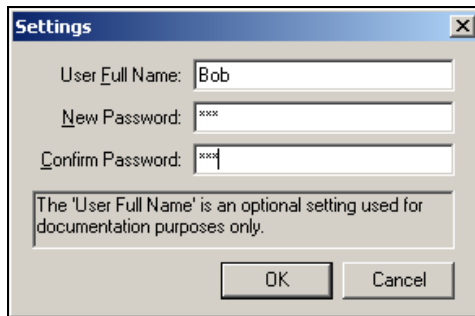 Settings
User Full Name: Bob
New Password: ***
Confirm Password: ***
The 'User Full Name' is an optional setting used for
documentation purposes only.
OK Cancel